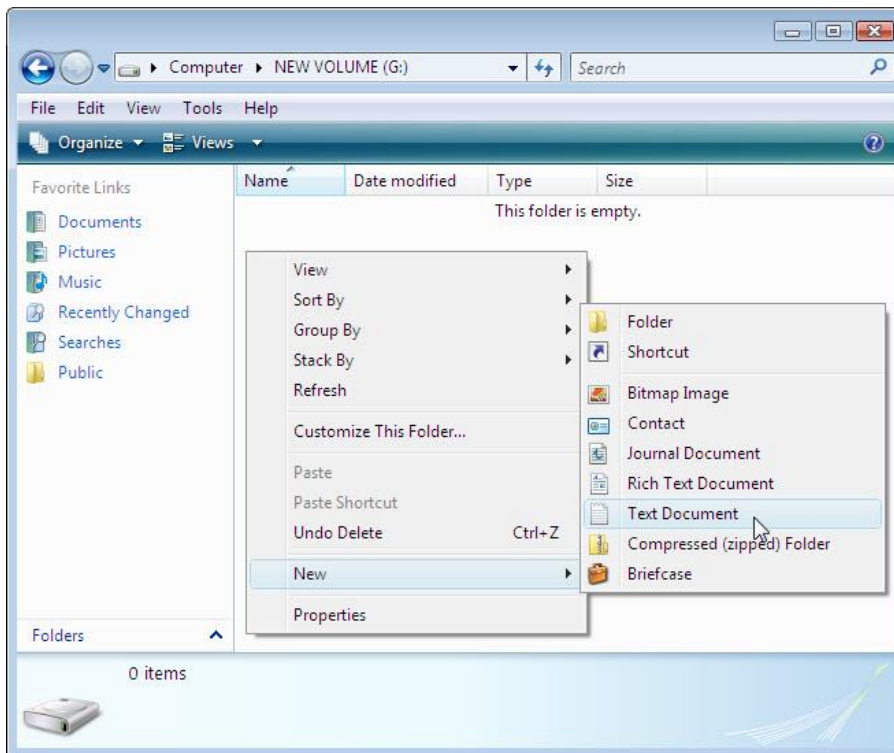 Computer NEW VOLUME (G:) Search
File Edit View Tools Help
Organize Views
Favorite Links
Documents
Pictures
Music
Recently Changed
Searches
Public
Folders
Name Date modified Type Size
This folder is empty.
View
Sort By
Group By
Stack By
Refresh
Customize This Folder...
Paste
Paste Shortcut
Undo Delete Ctrl+Z
New
Properties
Folder
Shortcut
Bitmap Image
Contact
Journal Document
Rich Text Document
Text Document
Compressed (zipped) Folder
Briefcase
0 items